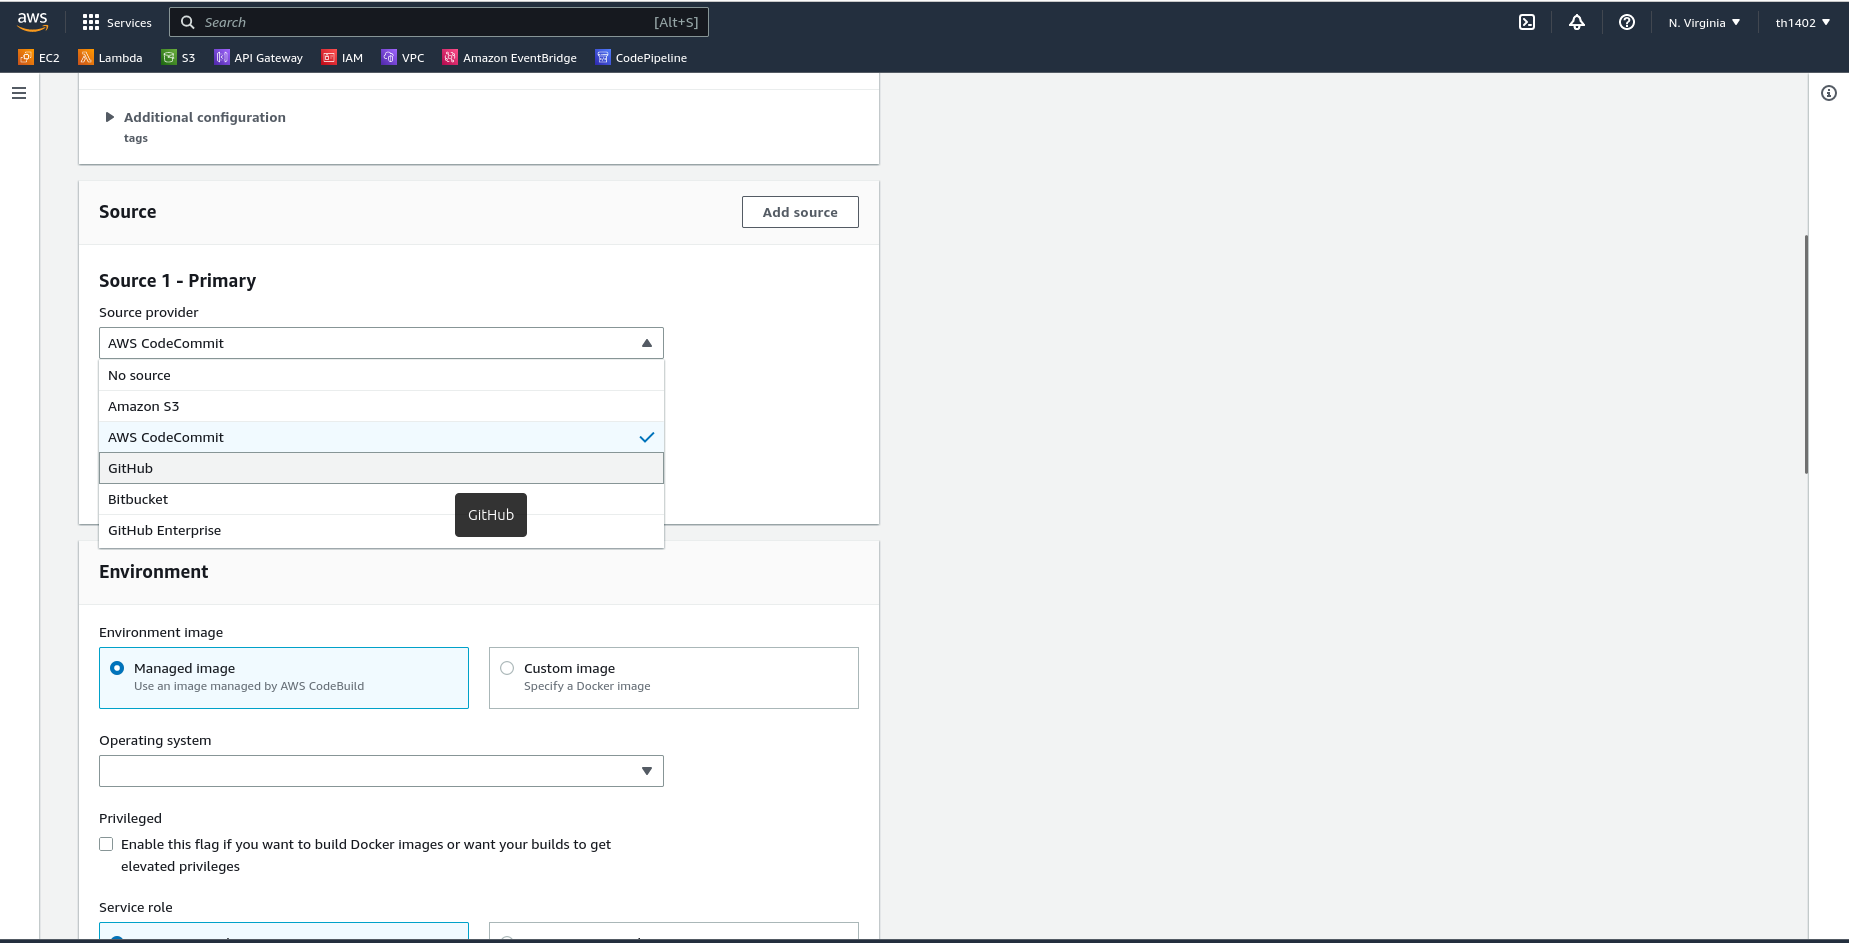 aws
Services
Search
[Alt+S]
N. Virginia
th1402
EC2
Lambda
S3
API Gateway
IAM
VPC
Amazon EventBridge
CodePipeline
Additional configuration
tags
Source
Add source
Source 1 - Primary
Source provider
AWS CodeCommit
No source
Amazon S3
AWS CodeCommit
GitHub
Bitbucket
GitHub
GitHub Enterprise
Environment
Environment image
Managed image
Use an image managed by AWS CodeBuild
Custom image
Specify a Docker image
Operating system
Privileged
Enable this flag if you want to build Docker images or want your builds to get
elevated privileges
Service role